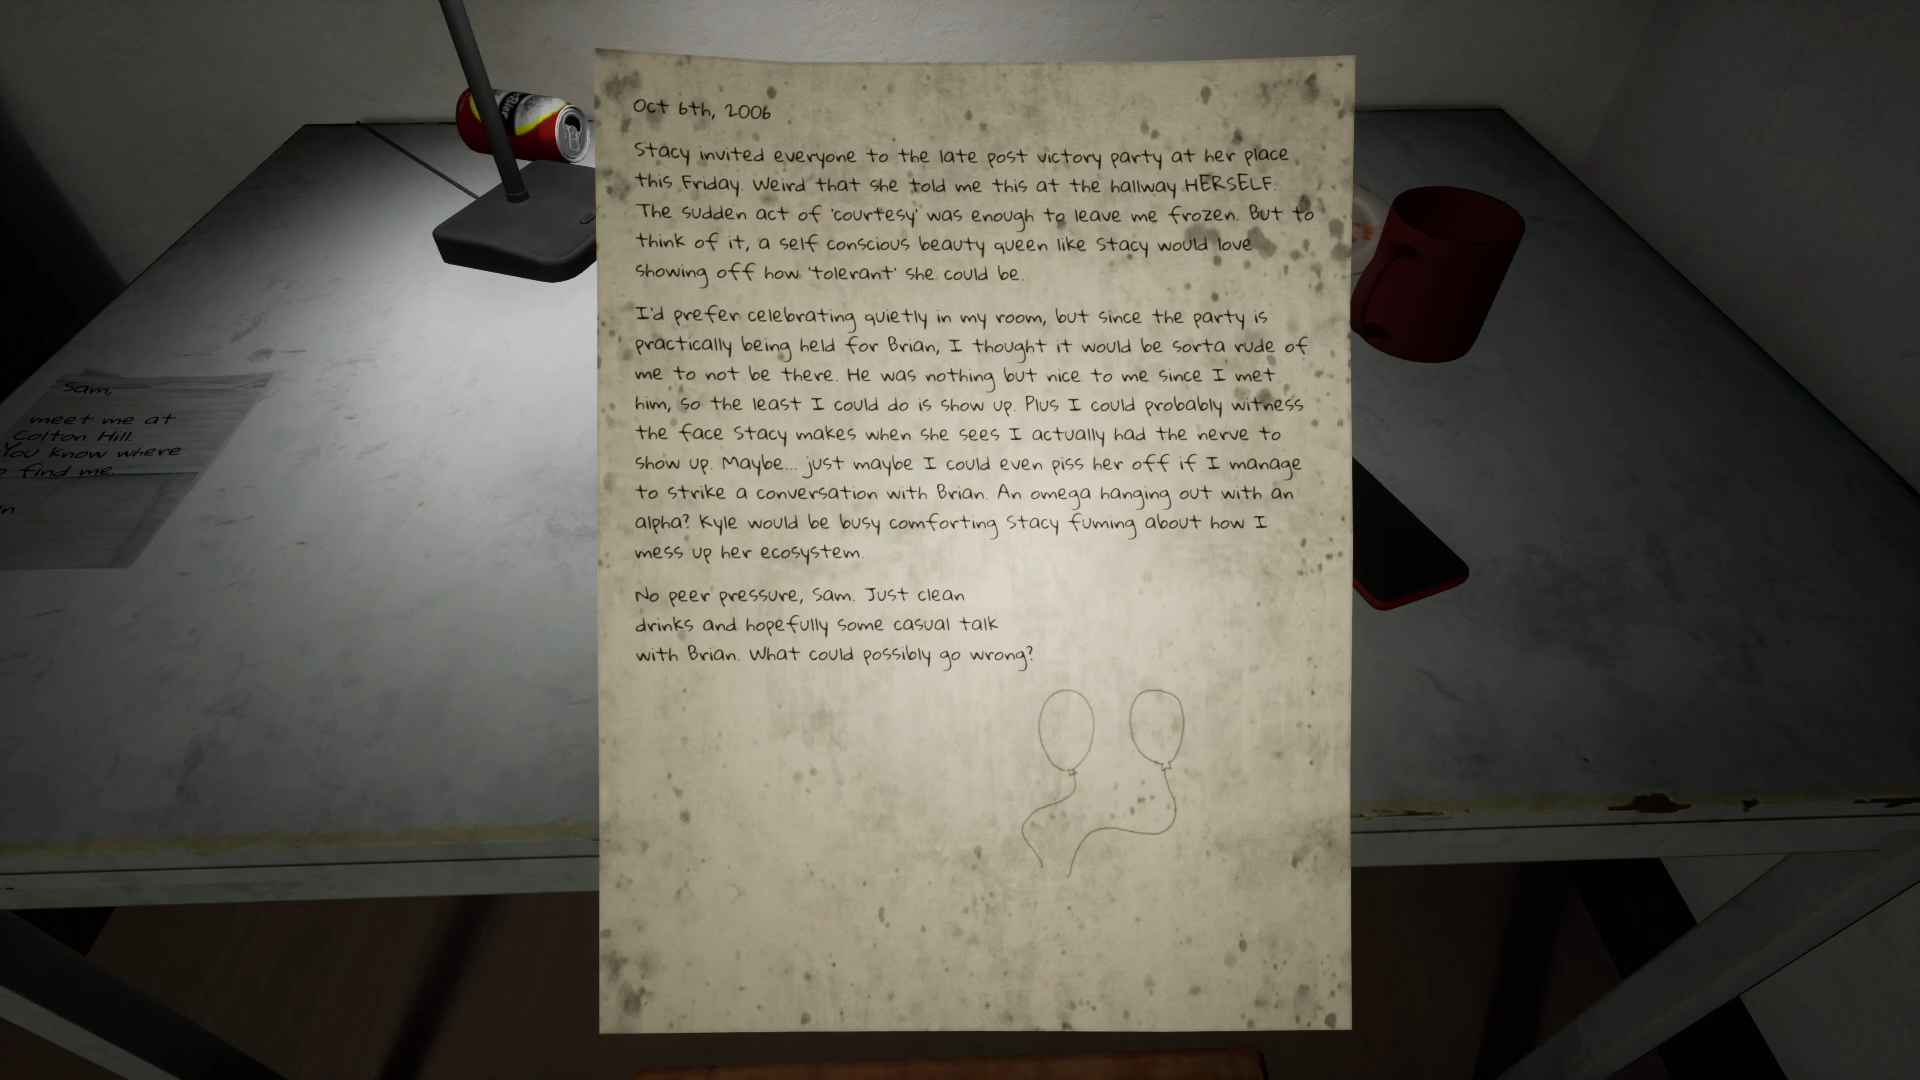 Oct 6th, 2006
Stacy invited everyone to the late post victory party at her place
this Friday. Weird that she told me this at the hallway HERSELF.
The sudden act of 'courtesy' was enough to leave me frozen. But to
think of it, a self conscious beauty queen like Stacy would love
showing off how 'tolerant' she could be.
I'd prefer celebrating quietly in my room, but since the party is
practically being held for Brian, I thought it would be sorta rude of
me to not be there. He was nothing but nice to me since I met
him, so the least I could do is show up. Plus I could probably witness
the face Stacy makes when she sees I actually had the nerve to
show up. Maybe... just maybe I could even piss her off if I manage
to strike a conversation with Brian. An omega hanging out with an
alpha? Kyle would be busy comforting Stacy fuming about how I
mess up her ecosystem.
No peer pressure, Sam. Just clean
drinks and hopefully some casual talk
with Brian. What could possibly go wrong?
Sam,
meet me at
Colton Hill.
You know where
find me.